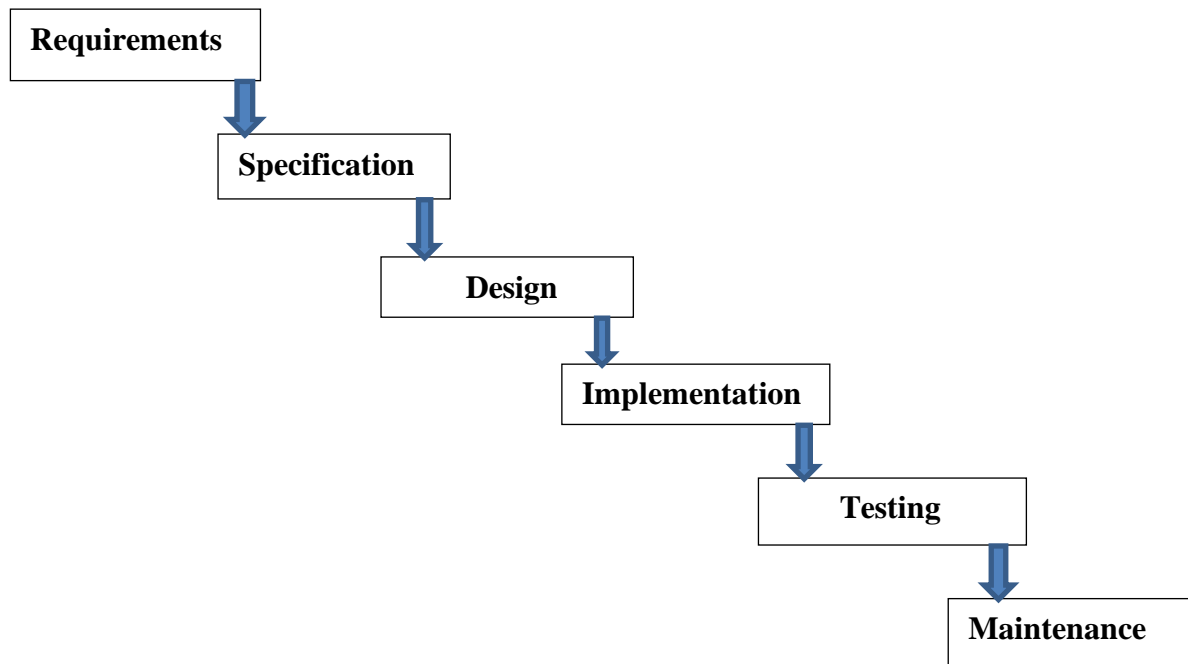 Requirements
Specification
Design
Implementation
Testing
Maintenance